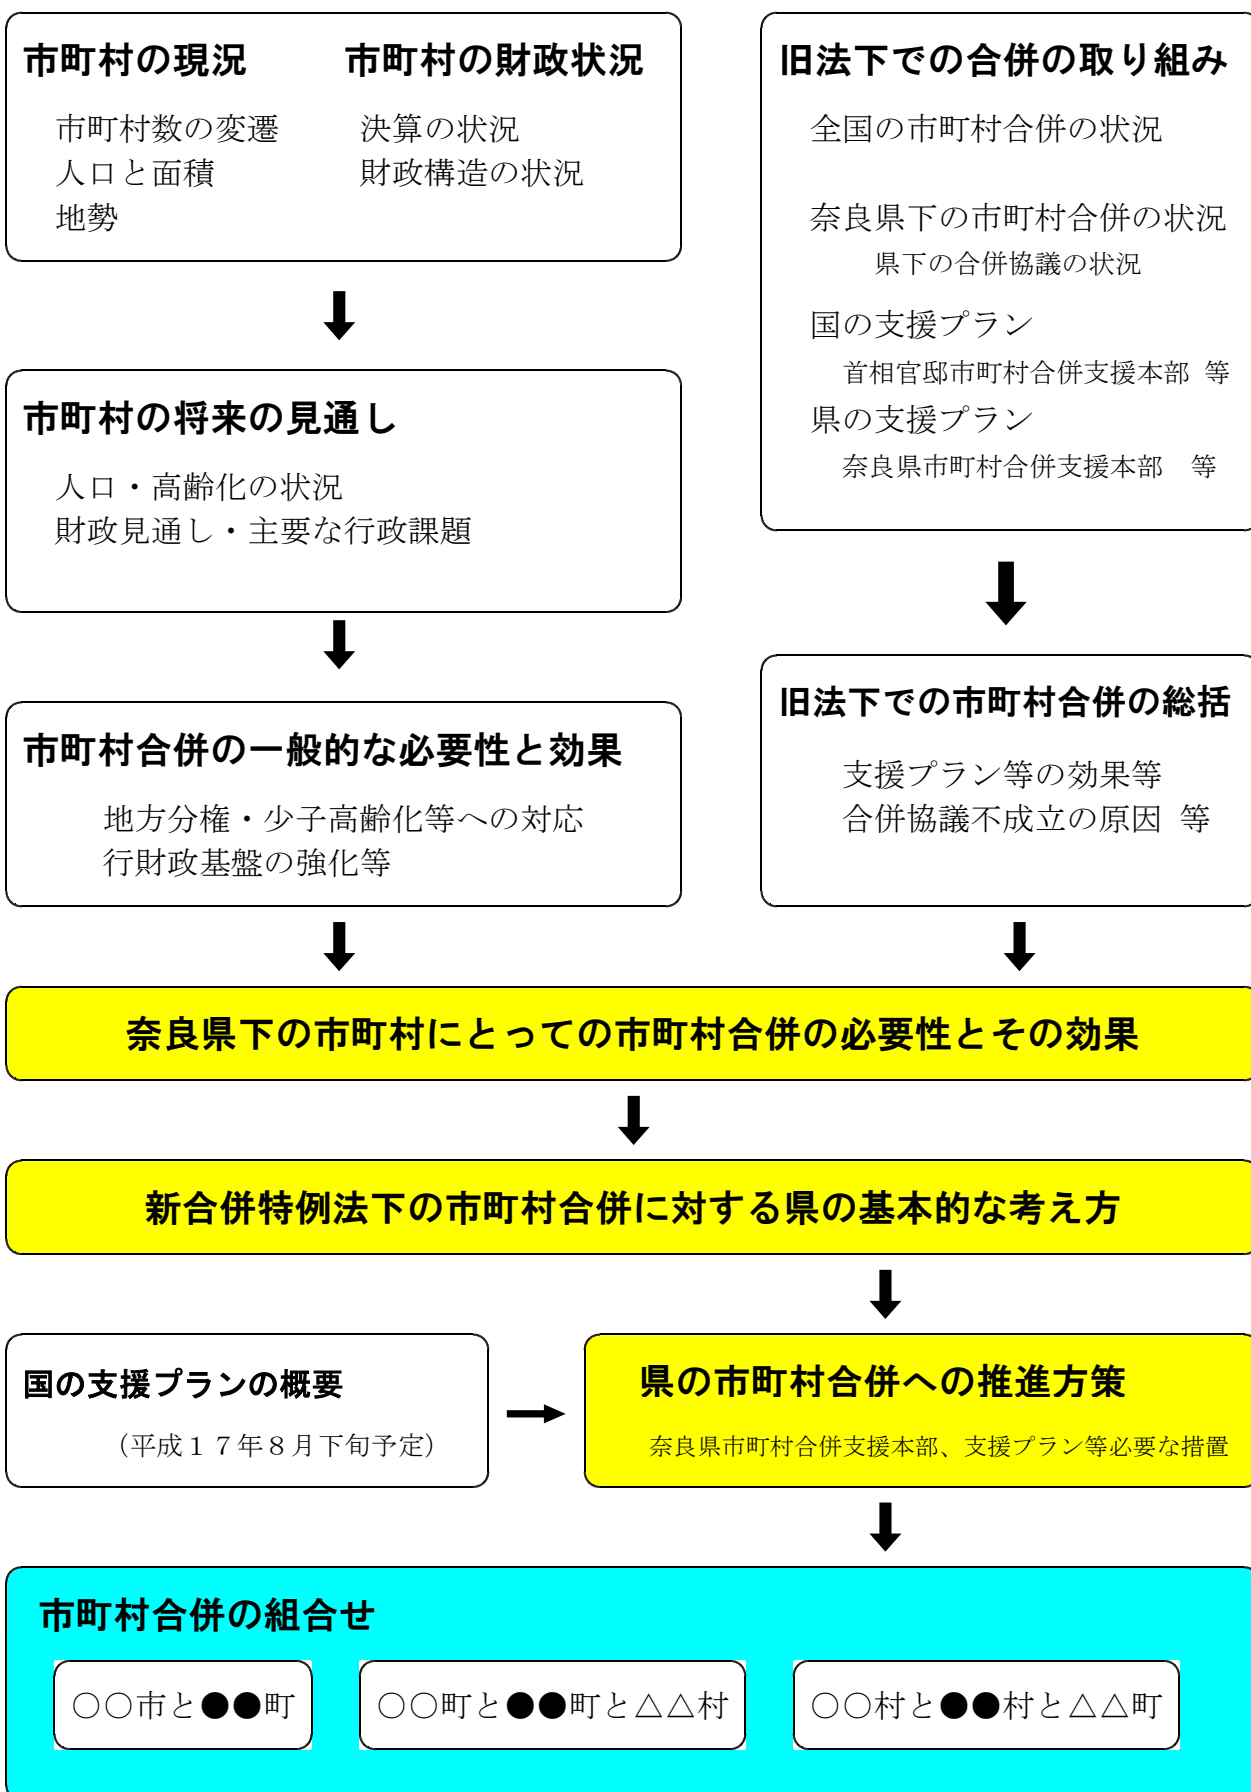 市町村の現況
市町村の財政状況
市町村数の変遷
人口と面積
地勢
決算の状況
財政構造の状況
市町村の将来の見通し
人口・高齢化の状況
財政見通し・主要な行政課題
市町村合併の一般的な必要性と効果
地方分権・少子高齢化等への対応
行財政基盤の強化等
旧法下での合併の取り組み
全国の市町村合併の状況
奈良県下の市町村合併の状況
県下の合併協議の状況
国の支援プラン
首相官邸市町村合併支援本部 等
県の支援プラン
奈良県市町村合併支援本部　等
旧法下での市町村合併の総括
支援プラン等の効果等
合併協議不成立の原因 等
奈良県下の市町村にとっての市町村合併の必要性とその効果
新合併特例法下の市町村合併に対する県の基本的な考え方
国の支援プランの概要
（平成１７年８月下旬予定）
県の市町村合併への推進方策
奈良県市町村合併支援本部、支援プラン等必要な措置
市町村合併の組合せ
○○市と●●町
○○町と●●町と△△村
○○村と●●村と△△町